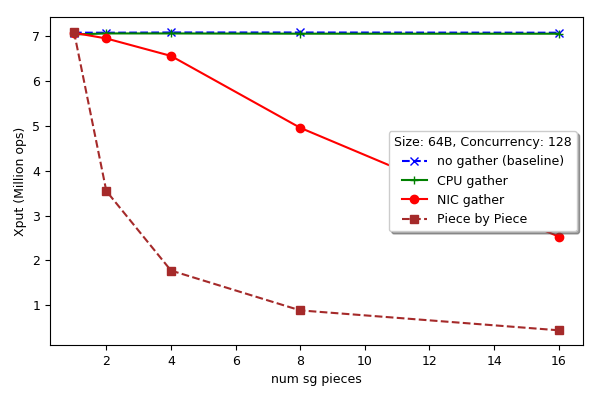 7
6
5
4
3
2
1
Xput (Million ops)
Size: 64B, Concurrency: 128
no gather (baseline)
CPU gather
NIC gather
Piece by Piece
2 4 6 8 10 12 14 16
num sg pieces